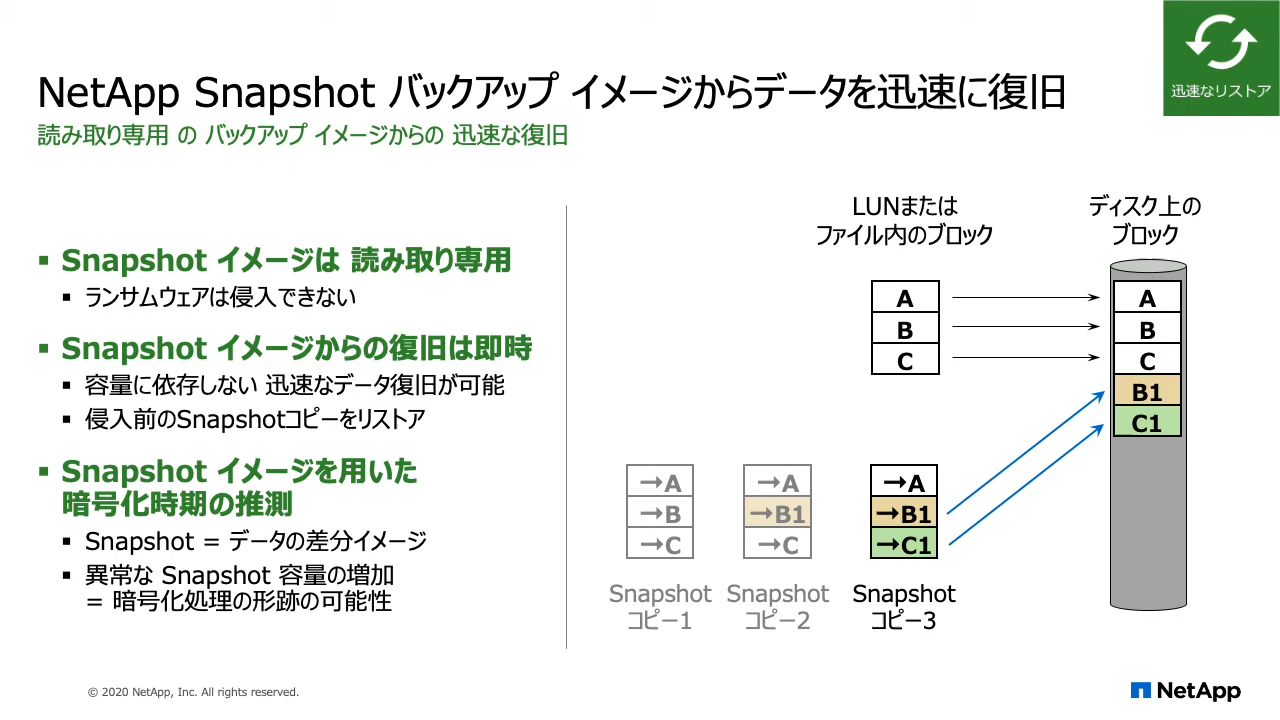 迅速なリストア
NetApp Snapshot バックアップ イメージからデータを迅速に復旧
読み取り専用 の バックアップ イメージからの 迅速な復旧
▪ Snapshot イメージは 読み取り専用
▪ ランサムウェアは侵入できない
▪ Snapshot イメージからの復旧は即時
▪ 容量に依存しない 迅速なデータ復旧が可能
▪ 侵入前のSnapshotコピーをリストア
▪ Snapshot イメージを用いた
暗号化時期の推測
▪ Snapshot = データの差分イメージ
▪ 異常な Snapshot 容量の増加
= 暗号化処理の形跡の可能性
LUNまたは
ファイル内のブロック
A
B
C
ディスク上の
ブロック
A
B
C
B1
C1
→A
→B
→C
Snapshot
コピー1
→A
→B1
→C
Snapshot
コピー2
→A
→B1
→C1
Snapshot
コピー3
© 2020 NetApp, Inc. All rights reserved.
NetApp